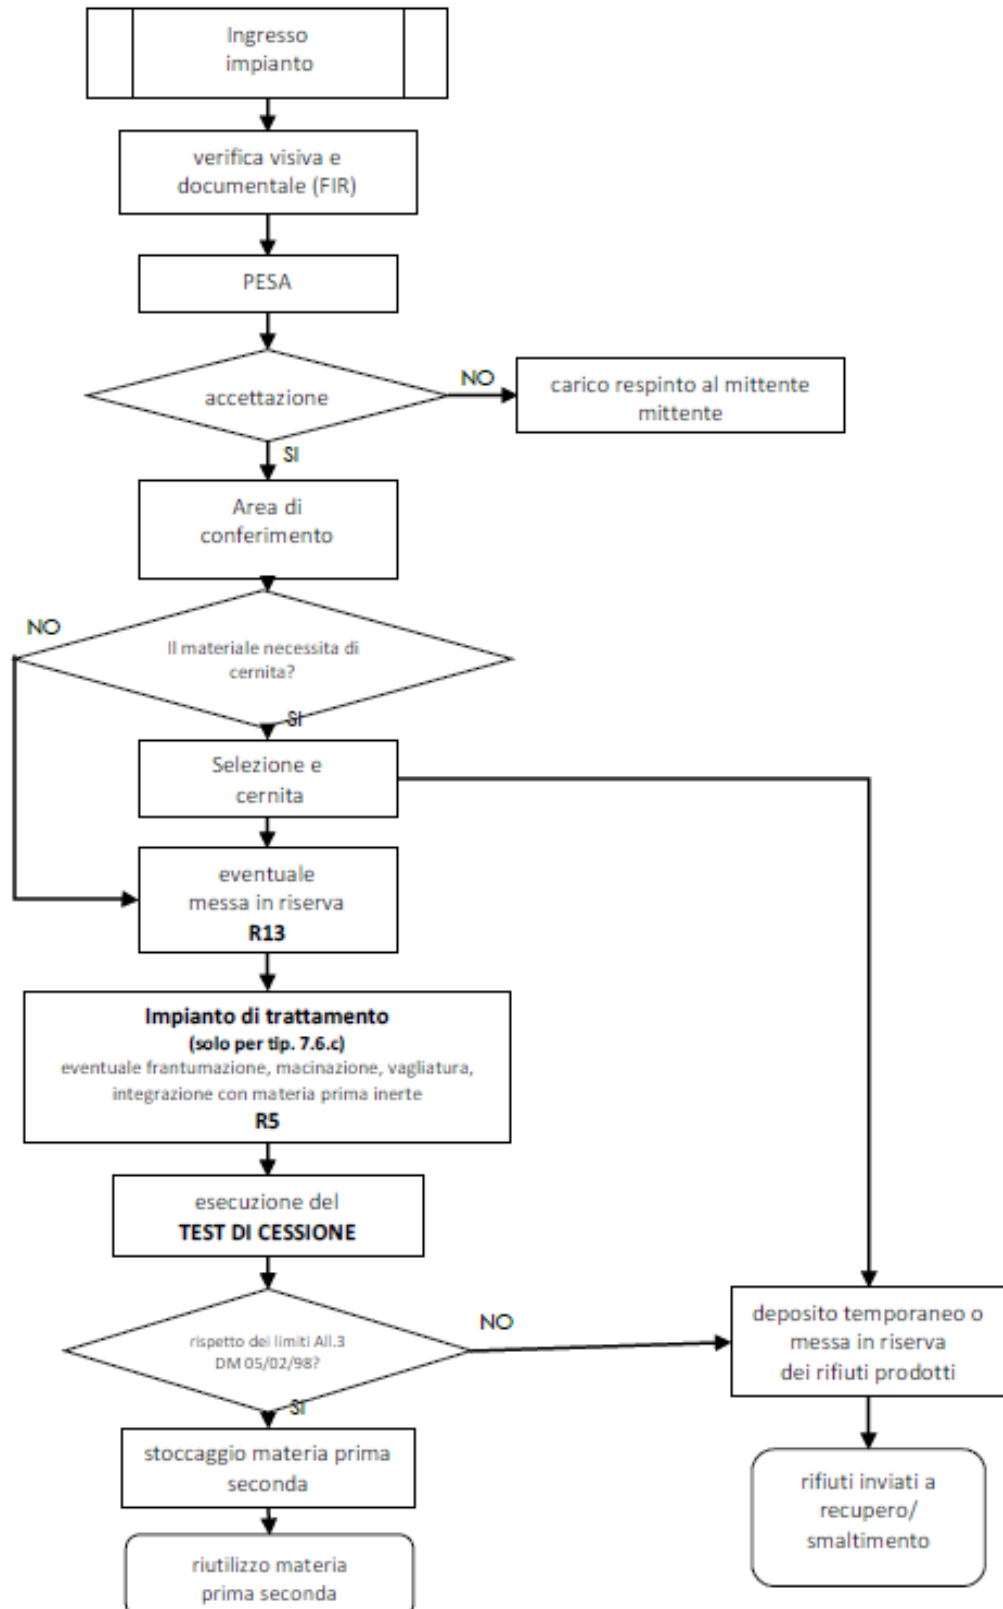 Ingresso
impianto
verifica visiva e
documentale (FIR)
PESA
accettazione
NO
carico respinto al mittente
mittente
SI
Area di
conferimento
NO
Il materiale necessita di
cernita?
SI
Selezione e
cernita
eventuale
messa in riserva
R13
Impianto di trattamento
(solo per tip. 7.6.c)
eventuale frantumazione, macinazione, vagliatura,
integrazione con materia prima inerte
R5
esecuzione del
TEST DI CESSIONE
rispetto dei limiti All.3
DM 05/02/98?
NO
deposito temporaneo o
messa in riserva
dei rifiuti prodotti
SI
stoccaggio materia prima
seconda
rifiuti inviati a
recupero/
smaltimento
riutilizzo materia
prima seconda